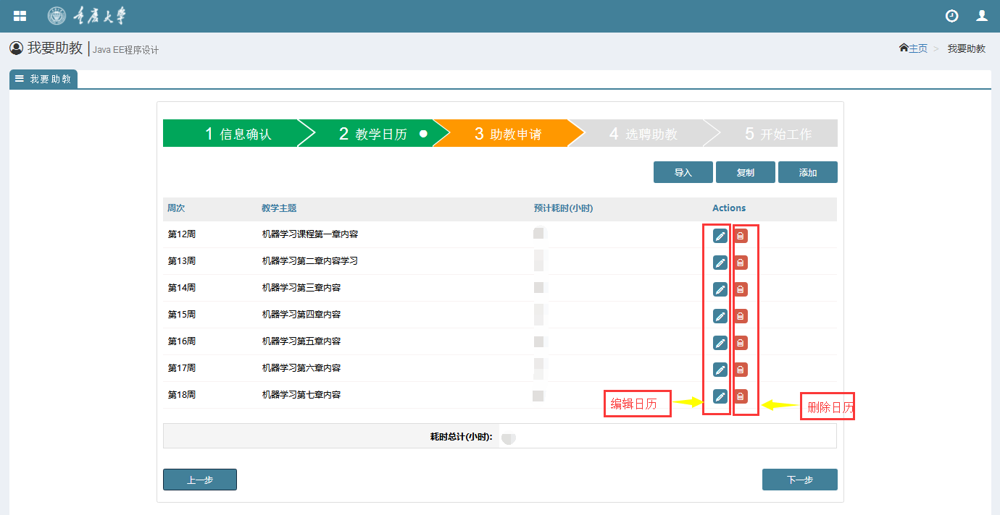 重庆大学
我要助教 | Java EE程序设计
主页 > 我要助教
我要助教
1 信息确认 2 教学日历 3 助教申请 4 选聘助教 5 开始工作
导入 复制 添加
周次 教学主题 预计耗时(小时) Actions
第12周 机器学习课程第一章内容
第13周 机器学习第二章内容学习
第14周 机器学习第三章内容
第15周 机器学习第四章内容
第16周 机器学习第五章内容
第17周 机器学习第六章内容
第18周 机器学习第七章内容
编辑日历 删除日历
耗时总计(小时):
上一步 下一步